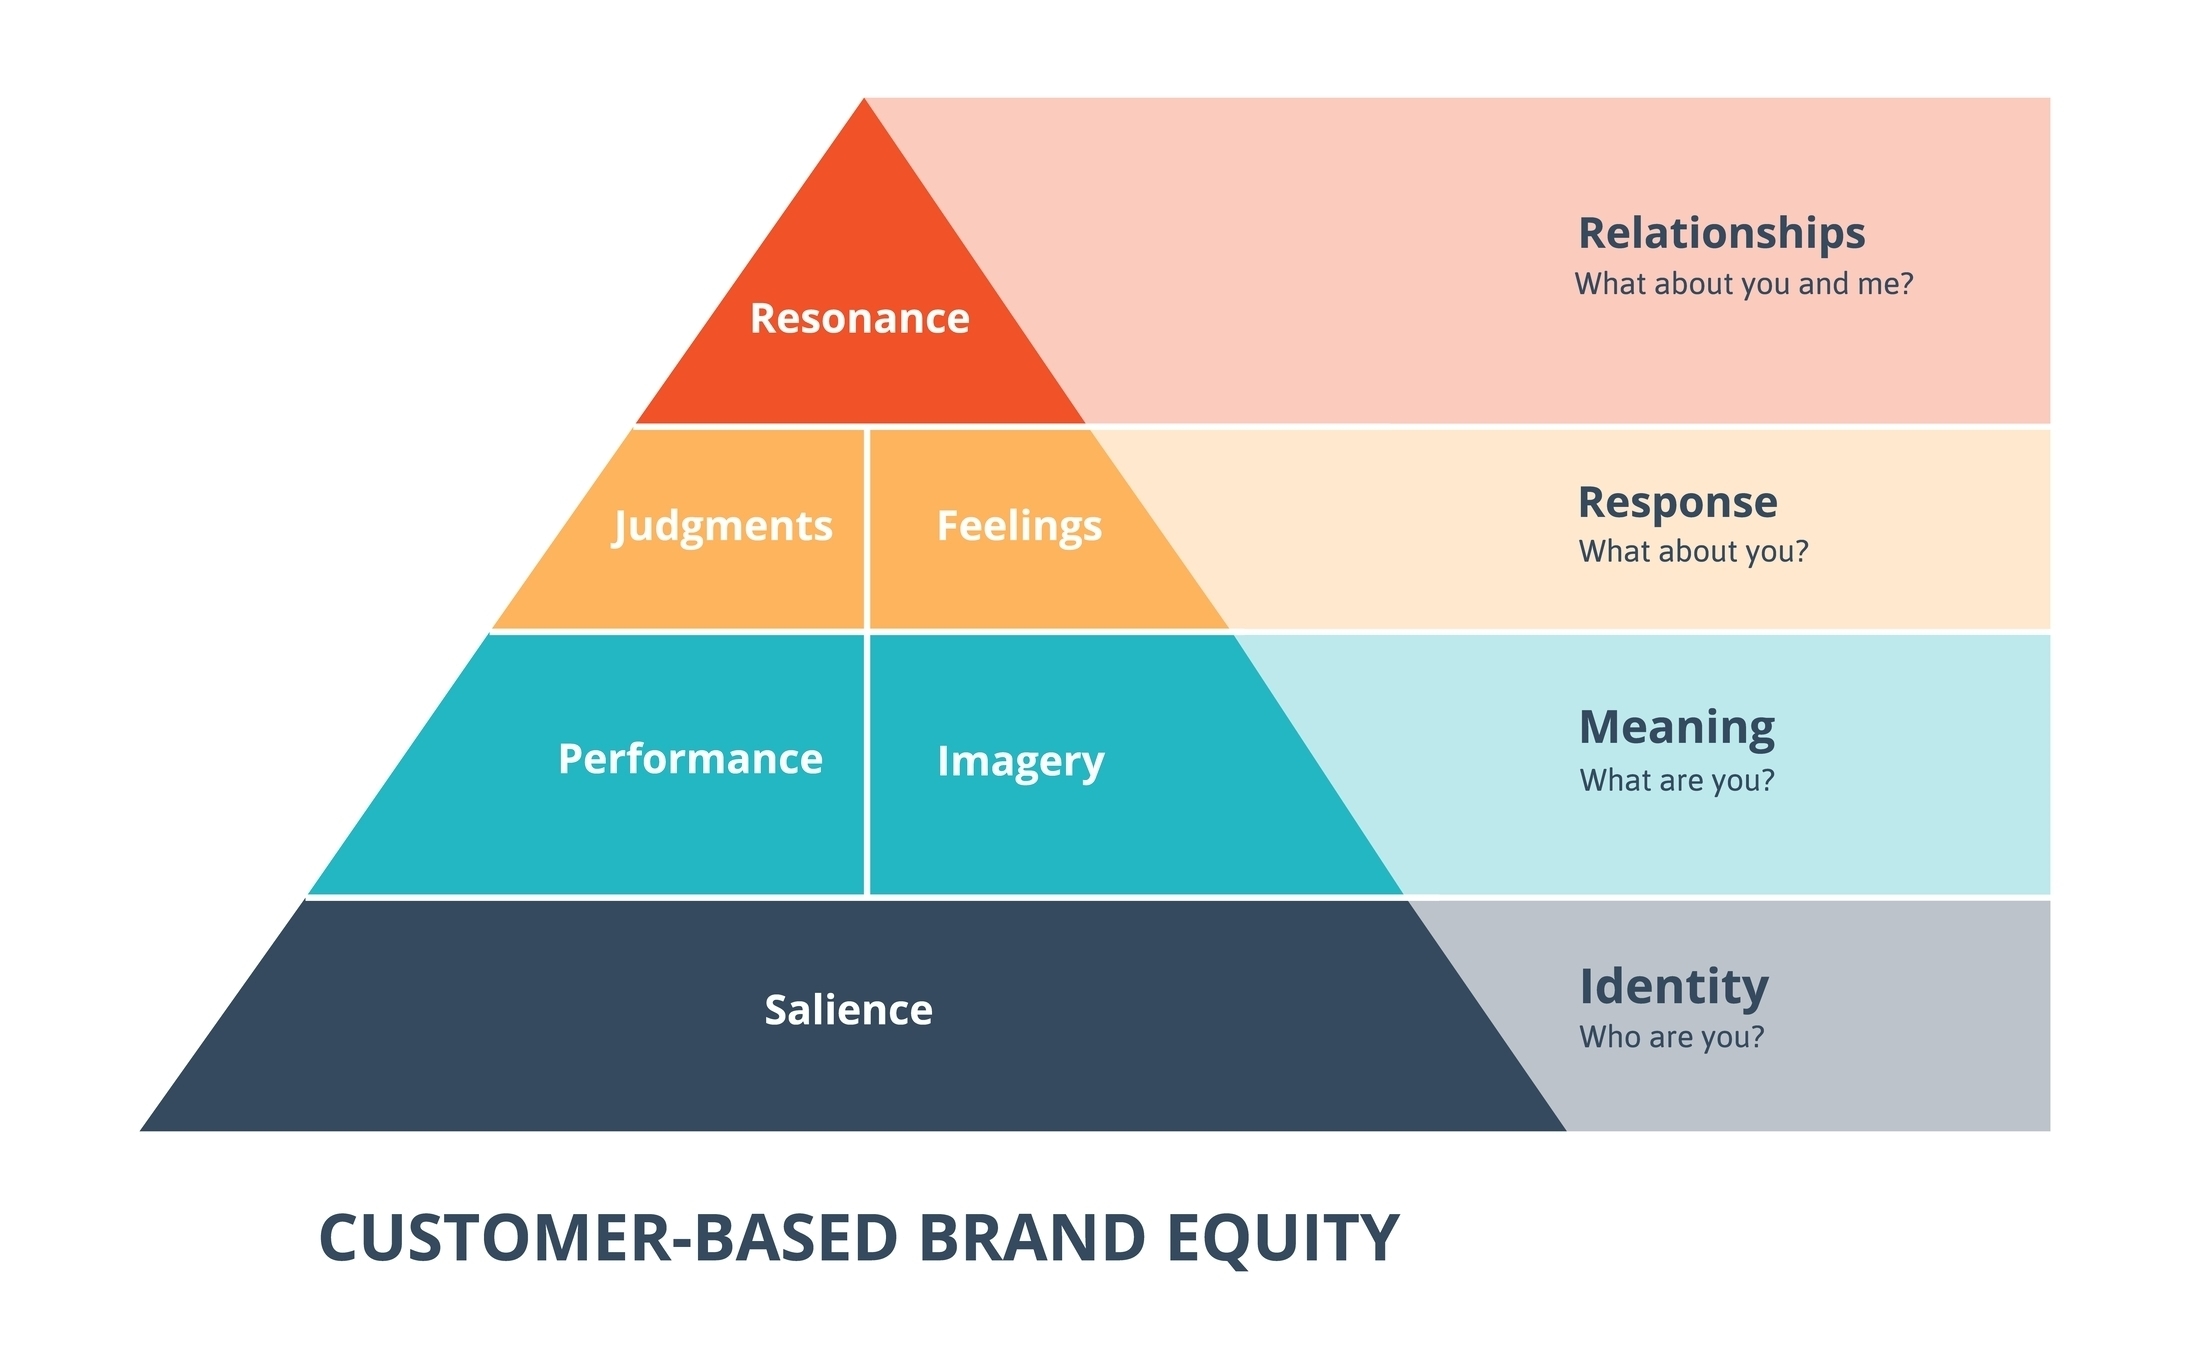 Relationships
What about you and me?
Resonance
Response
What about you?
Judgments
Feelings
Meaning
What are you?
Performance
Imagery
Identity
Who are you?
Salience
CUSTOMER-BASED BRAND EQUITY